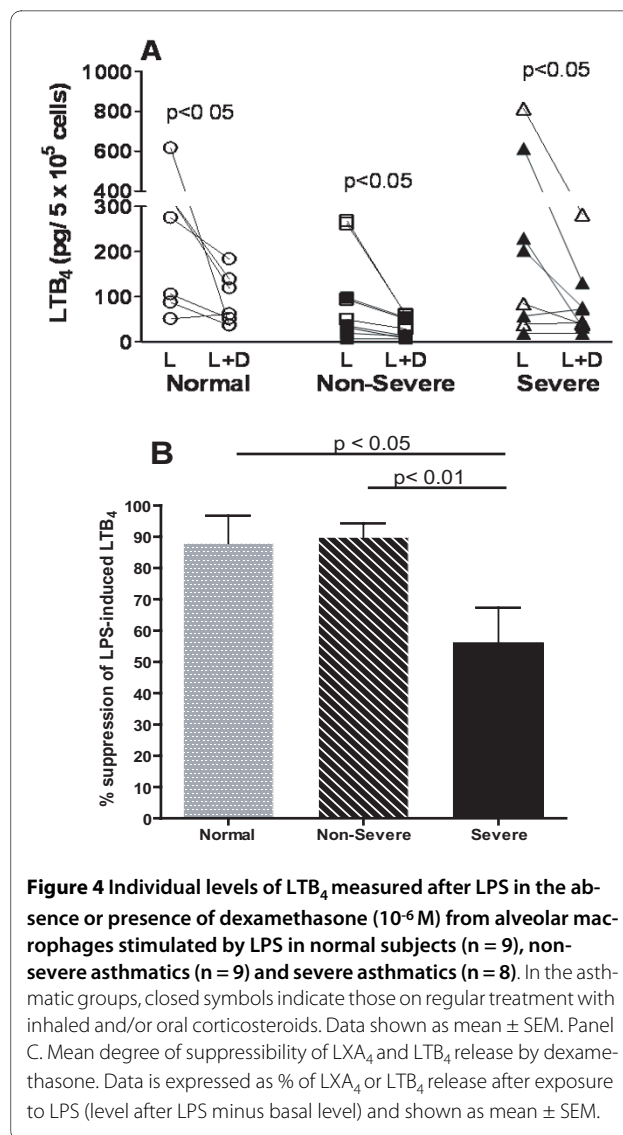 A
1000
800
600
400
300
200
100
0
LTB₄ (pg/ 5 x 10⁵ cells)
p<0 05
p<0.05
p<0.05
L L+D L L+D L L+D
Normal Non-Severe Severe
B
p < 0.05
p< 0.01
100
90
80
70
60
50
40
30
20
10
0
% suppression of LPS-induced LTB₄
Normal Non-Severe Severe
Figure 4 Individual levels of LTB₄ measured after LPS in the ab-
sence or presence of dexamethasone (10⁻⁶ M) from alveolar mac-
rophages stimulated by LPS in normal subjects (n = 9), non-
severe asthmatics (n = 9) and severe asthmatics (n = 8). In the asth-
matic groups, closed symbols indicate those on regular treatment with
inhaled and/or oral corticosteroids. Data shown as mean ± SEM. Panel
C. Mean degree of suppressibility of LXA₄ and LTB₄ release by dexame-
thasone. Data is expressed as % of LXA₄ or LTB₄ release after exposure
to LPS (level after LPS minus basal level) and shown as mean ± SEM.